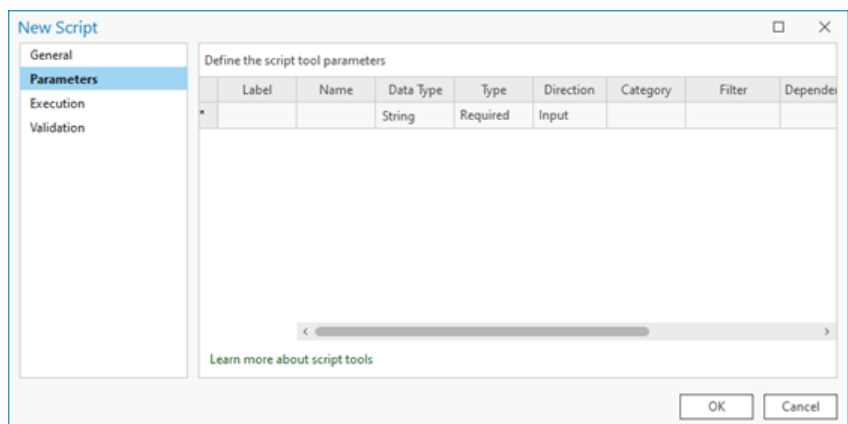 New Script
General
Parameters
Execution
Validation
Define the script tool parameters
Label Name Data Type Type Direction Category Filter Depende
* String Required Input
Learn more about script tools
OK Cancel